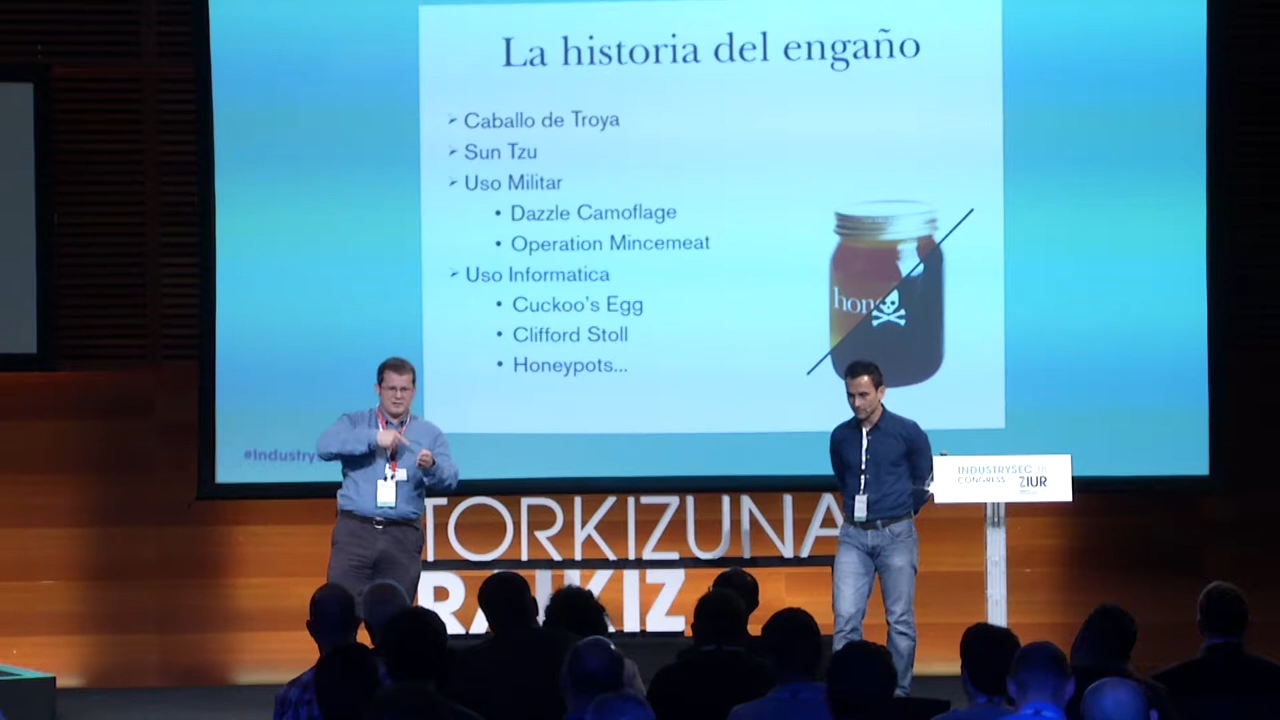 La historia del engaño
➢ Caballo de Troya
➢ Sun Tzu
➢ Uso Militar
• Dazzle Camoflage
• Operation Mincemeat
➢ Uso Informatica
• Cuckoo's Egg
• Clifford Stoll
• Honeypots...
hon
#Industry
INDUSTRYSEC
CONGRESS
ZIUR
TORKIZUNA